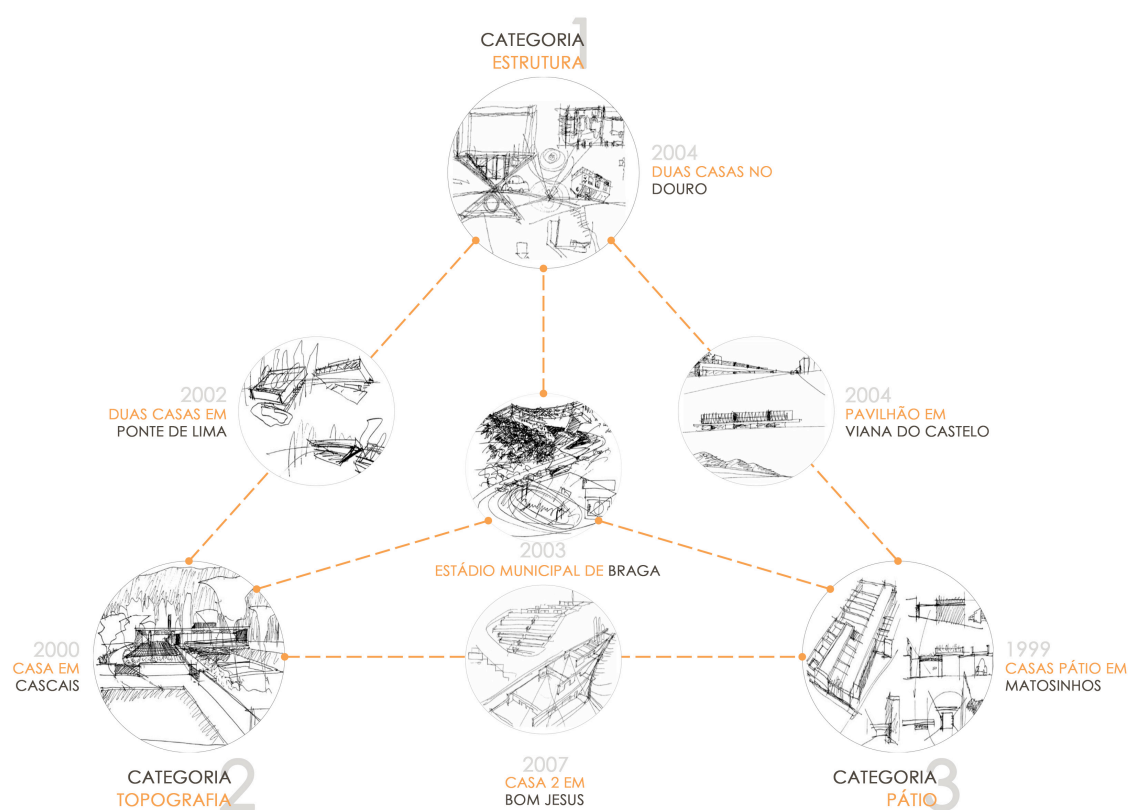 CATEGORIA 1
ESTRUTURA
2004
DUAS CASAS NO
DOURO
2002
DUAS CASAS EM
PONTE DE LIMA
2004
PAVILHÃO EM
VIANA DO CASTELO
2003
ESTÁDIO MUNICIPAL DE BRAGA
2000
CASA EM
CASCAIS
1999
CASAS PÁTIO EM
MATOSINHOS
CATEGORIA 2
TOPOGRAFIA
2007
CASA 2 EM
BOM JESUS
CATEGORIA 3
PÁTIO